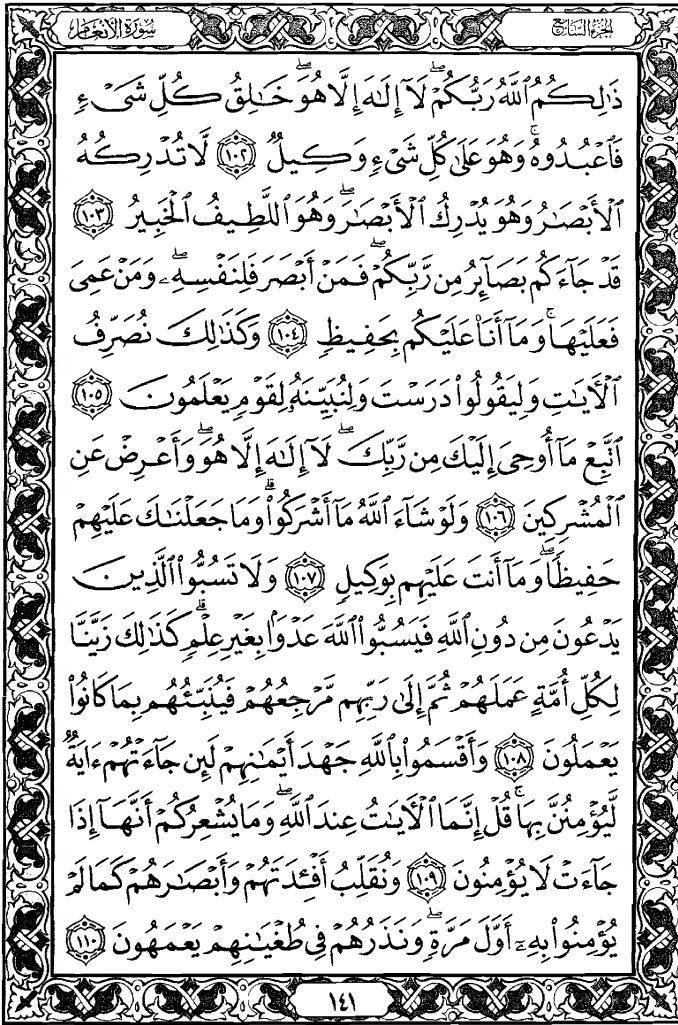 سورة الأنعام
الجزء السابع
ذَٰلِكُمُ ٱللَّهُ رَبُّكُمْ ۖ لَآ إِلَـٰهَ إِلَّا هُوَ ۖ خَـٰلِقُ كُلِّ شَىْءٍ
فَٱعْبُدُوهُ ۚ وَهُوَ عَلَىٰ كُلِّ شَىْءٍ وَكِيلٌ ١٠٢ لَّا تُدْرِكُهُ
ٱلْأَبْصَـٰرُ وَهُوَ يُدْرِكُ ٱلْأَبْصَـٰرَ ۖ وَهُوَ ٱللَّطِيفُ ٱلْخَبِيرُ ١٠٣
قَدْ جَآءَكُم بَصَآئِرُ مِن رَّبِّكُمْ ۖ فَمَنْ أَبْصَرَ فَلِنَفْسِهِۦ ۖ وَمَنْ عَمِىَ
فَعَلَيْهَا ۚ وَمَآ أَنَا۠ عَلَيْكُم بِحَفِيظٍ ١٠٤ وَكَذَٰلِكَ نُصَرِّفُ
ٱلْـَٔايَـٰتِ وَلِيَقُولُوا۟ دَرَسْتَ وَلِنُبَيِّنَهُۥ لِقَوْمٍ يَعْلَمُونَ ١٠٥
ٱتَّبِعْ مَآ أُوحِىَ إِلَيْكَ مِن رَّبِّكَ ۖ لَآ إِلَـٰهَ إِلَّا هُوَ ۖ وَأَعْرِضْ عَنِ
ٱلْمُشْرِكِينَ ١٠٦ وَلَوْ شَآءَ ٱللَّهُ مَآ أَشْرَكُوا۟ ۗ وَمَا جَعَلْنَـٰكَ عَلَيْهِمْ
حَفِيظًا ۖ وَمَآ أَنتَ عَلَيْهِم بِوَكِيلٍ ١٠٧ وَلَا تَسُبُّوا۟ ٱلَّذِينَ
يَدْعُونَ مِن دُونِ ٱللَّهِ فَيَسُبُّوا۟ ٱللَّهَ عَدْوًۢا بِغَيْرِ عِلْمٍ ۗ كَذَٰلِكَ زَيَّنَّا
لِكُلِّ أُمَّةٍ عَمَلَهُمْ ثُمَّ إِلَىٰ رَبِّهِم مَّرْجِعُهُمْ فَيُنَبِّئُهُم بِمَا كَانُوا۟
يَعْمَلُونَ ١٠٨ وَأَقْسَمُوا۟ بِٱللَّهِ جَهْدَ أَيْمَـٰنِهِمْ لَئِن جَآءَتْهُمْ ءَايَةٌ
لَّيُؤْمِنُنَّ بِهَا ۚ قُلْ إِنَّمَا ٱلْـَٔايَـٰتُ عِندَ ٱللَّهِ ۖ وَمَا يُشْعِرُكُمْ أَنَّهَآ إِذَا
جَآءَتْ لَا يُؤْمِنُونَ ١٠٩ وَنُقَلِّبُ أَفْـِٔدَتَهُمْ وَأَبْصَـٰرَهُمْ كَمَا لَمْ
يُؤْمِنُوا۟ بِهِۦٓ أَوَّلَ مَرَّةٍ ۖ وَنَذَرُهُمْ فِى طُغْيَـٰنِهِمْ يَعْمَهُونَ ١١٠
١٤١